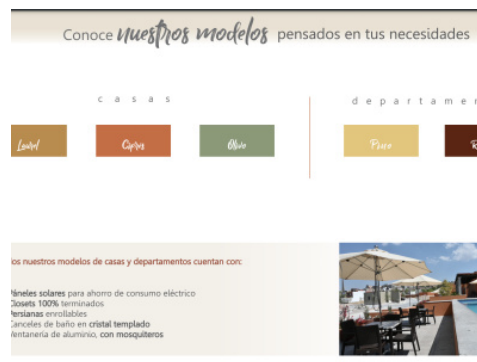 Conoce nuestros modelos pensados en tus necesidades
casas
departamen
Laurel
Ciprés
Olivo
os nuestros modelos de casas y departamentos cuentan con:
Páneles solares para ahorro de consumo eléctrico
Closets 100% terminados
Persianas enrollables
Canceles de baño en cristal templado
Ventanería de aluminio, con mosquiteros